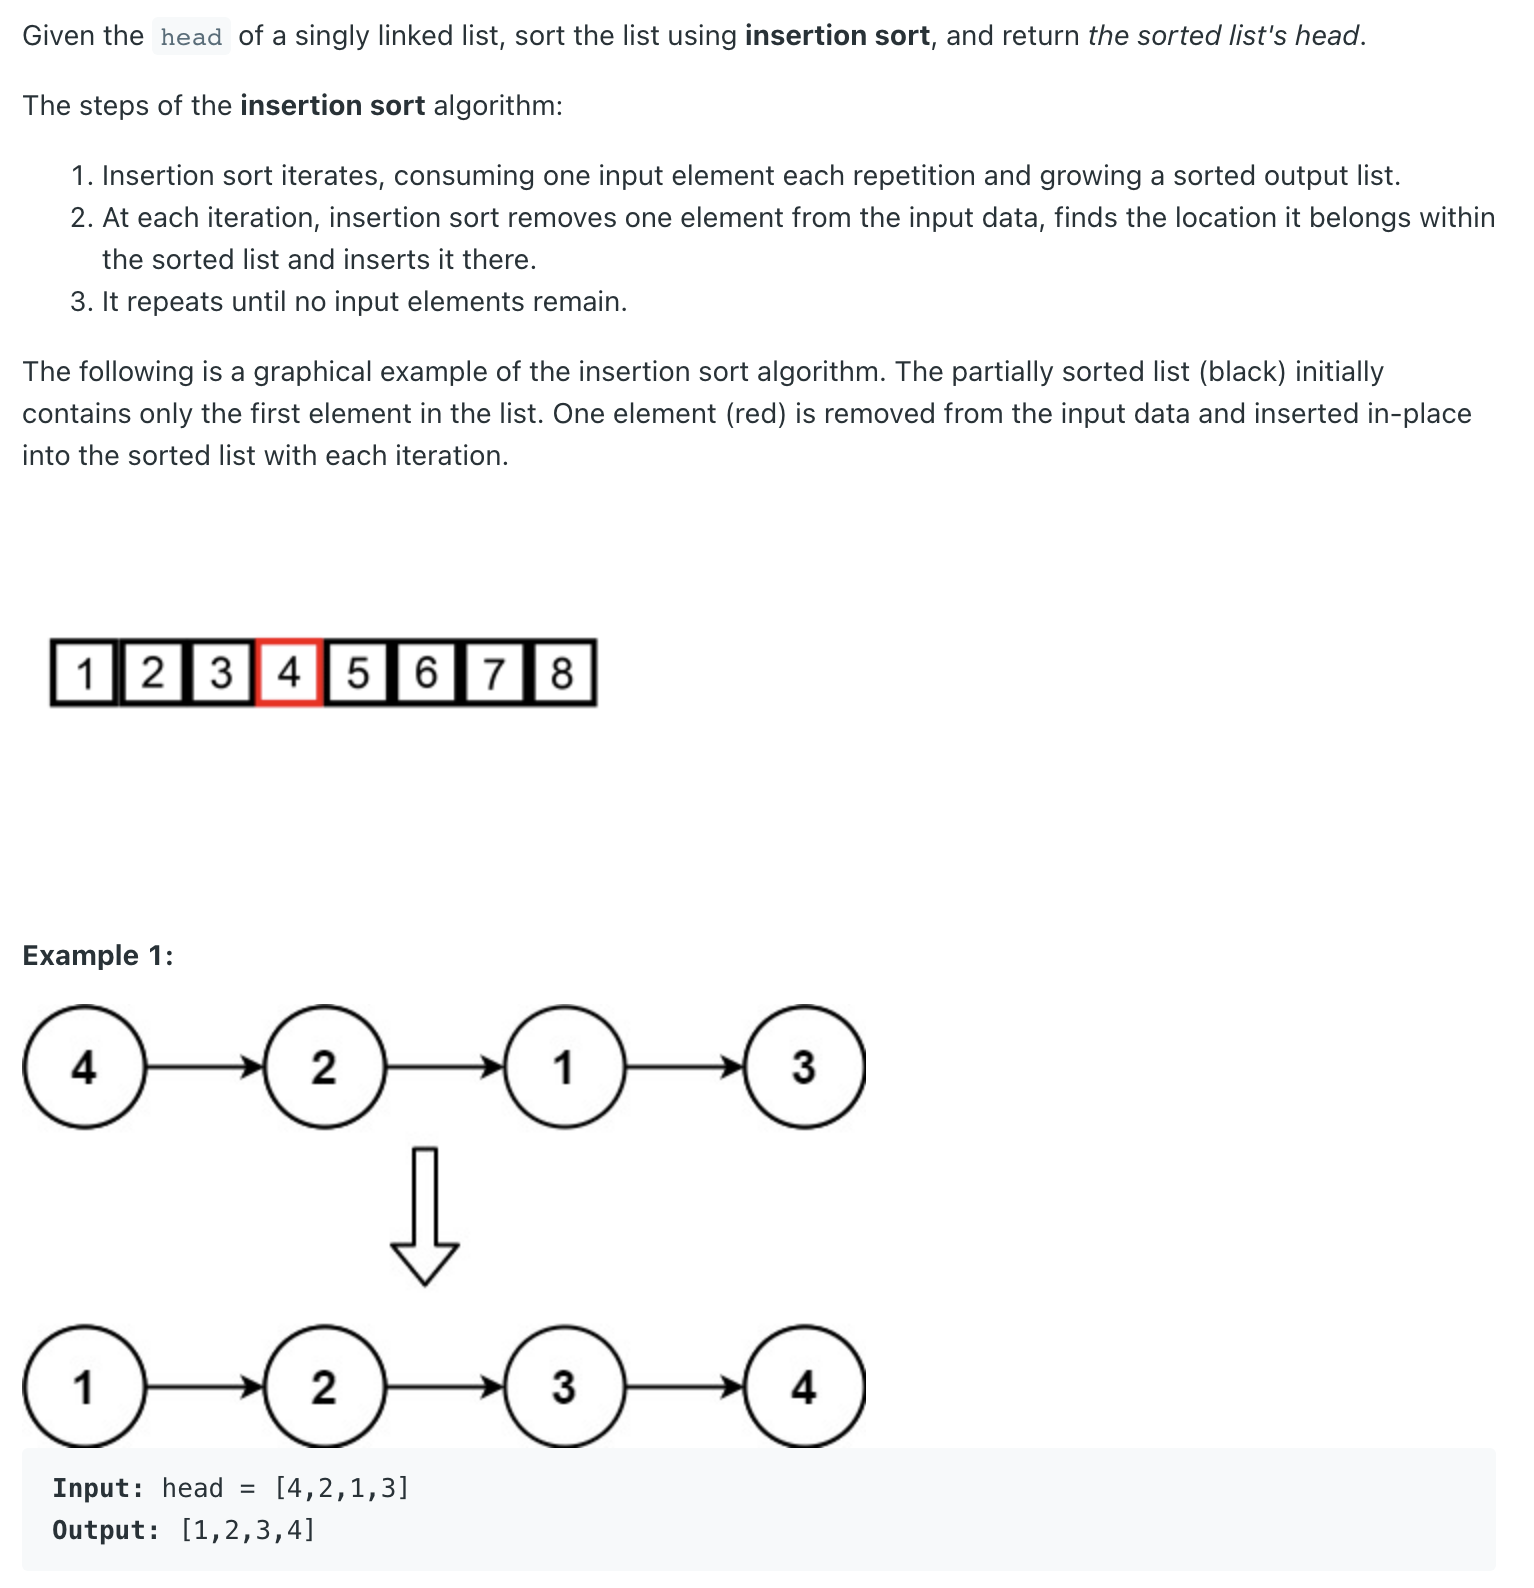 Given the head of a singly linked list, sort the list using insertion sort, and return the sorted list's head.
The steps of the insertion sort algorithm:
1. Insertion sort iterates, consuming one input element each repetition and growing a sorted output list.
2. At each iteration, insertion sort removes one element from the input data, finds the location it belongs within
the sorted list and inserts it there.
3. It repeats until no input elements remain.
The following is a graphical example of the insertion sort algorithm. The partially sorted list (black) initially
contains only the first element in the list. One element (red) is removed from the input data and inserted in-place
into the sorted list with each iteration.
1 2 3 4 5 6 7 8
Example 1:
4 2 1 3
1 2 3 4
Input: head = [4,2,1,3]
Output: [1,2,3,4]